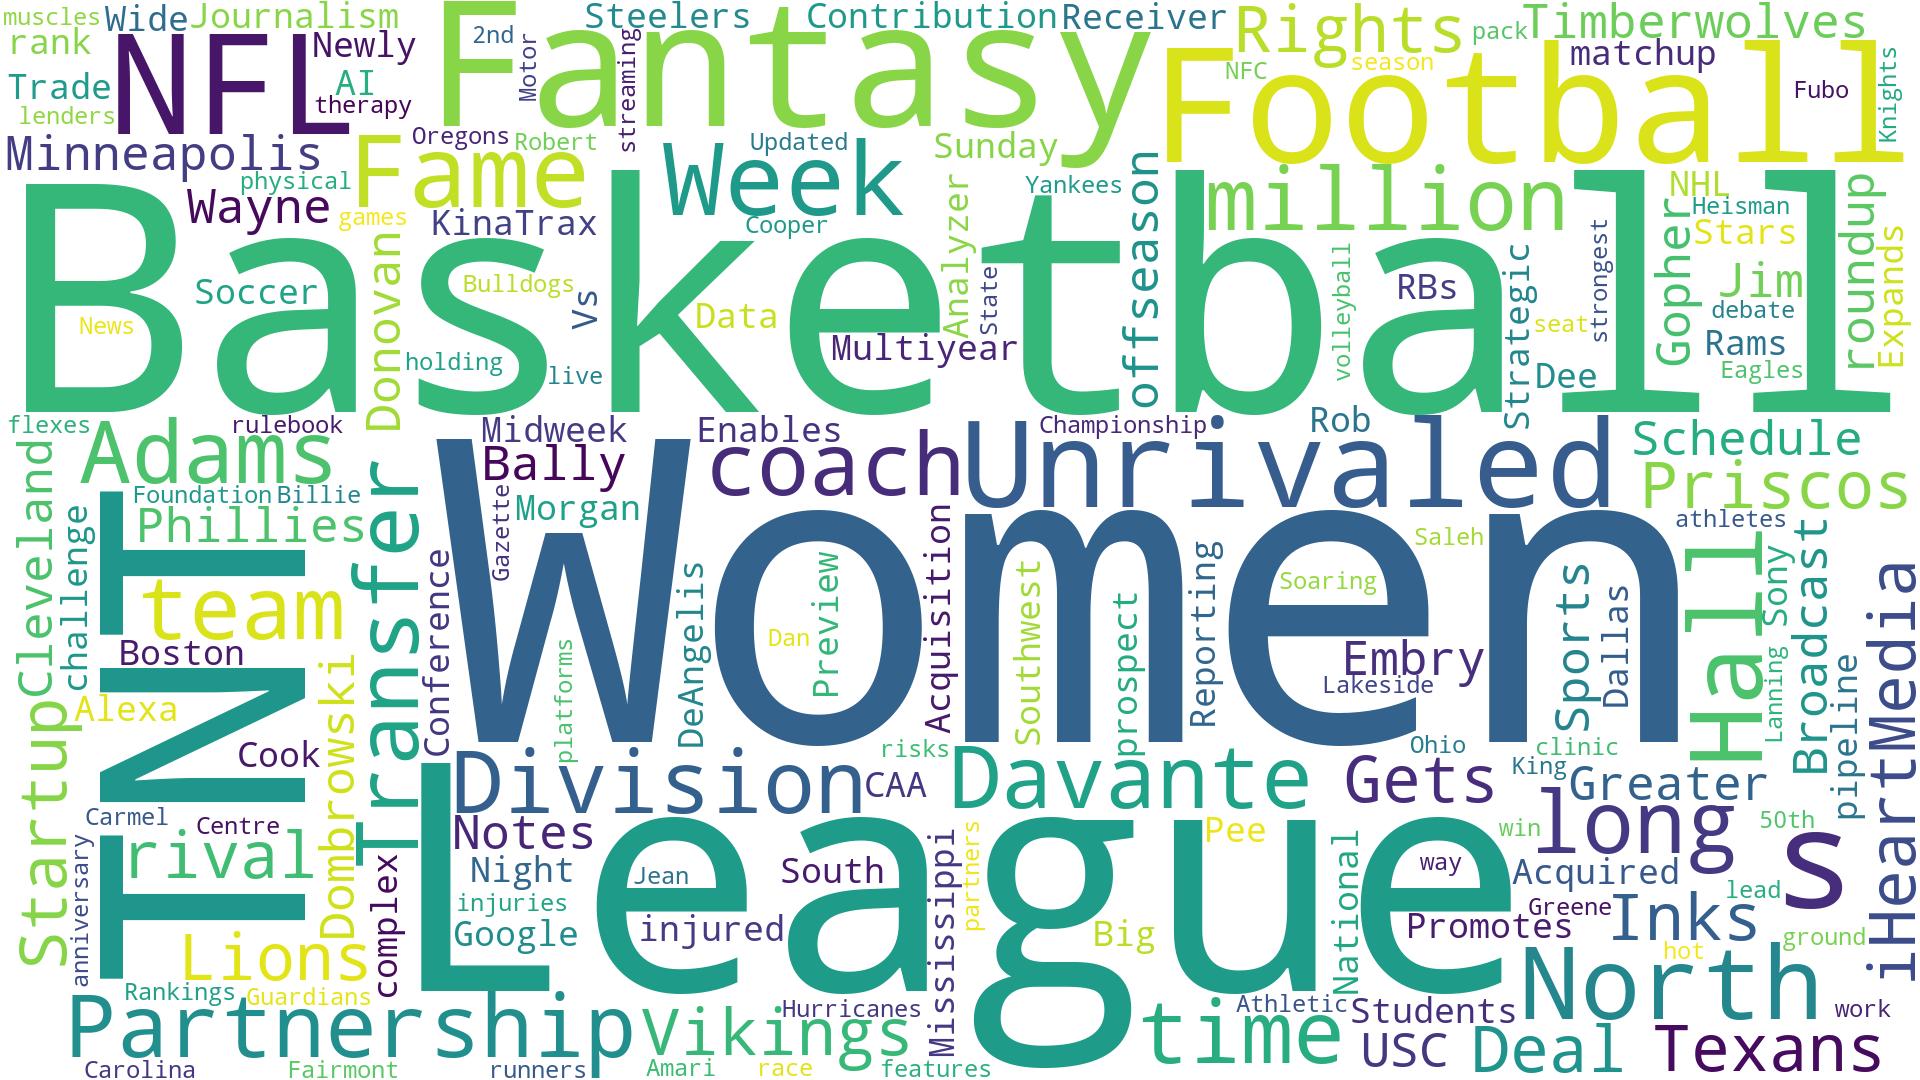 muscles
Wide
Journalism
Steelers
Contribution
Receiver
Rights
pack
Timberwolves
rank
NFL
Newly
2nd
Motor
Fantasy
streaming
NFC
season
matchup
Football
Fubo
Knights
Trade
AI
therapy
lenders
Minneapolis
Oregons
Robert
Fame
Updated
Week
Sunday
physical
Wayne
games
KinaTrax
Cooper
Yankees
million
NHL
Heisman
Stars
roundup
Basketball
Donovan
Soccer
Bulldogs
Vs
Data
Analyzer
State
offseason
volleyball
RBs
Strategic
strongest
Gopher
Jim
debate
Expands
News
holding
live
Multiyear
seat
Dee
Rams
Eagles
flexes
Adams
rulebook
Midweek
Bally
Enables
coach
Championship
Unrivaled
Rob
Schedule
Priscos
Cleveland
Foundation
Billie
Phillies
Transfer
Gazette
Morgan
Women
athletes
challenge
TNT
team
Conference
DeAngelis
Dan
Preview
Acquisition
Southwest
prospect
Reporting
Soaring
Saleh
Sports
Dallas
Hall
Sony
Broadcast
iHeartMedia
Boston
Alexa
Dombrowski
platforms
Embry
Lakeside
Lanning
pipeline
Startup
Cook
Division
risks
CAA
Davante
Gets
Ohio
King
clinic
Greater
Carmel
Centre
rival
complex
Notes
League
Night
Jean
South
Mississippi
partners
Pee
National
win
long
50th
s
way
Acquired
lead
anniversary
injuries
Google
injured
Big
Promotes
Greene
Inks
ground
hot
Lions
Rankings
Guardians
Partnership
Vikings
Hurricanes
time
Athletic
Students
North
work
Carolina
Fairmont
runners
Amari
race
features
USC
Deal
Texans